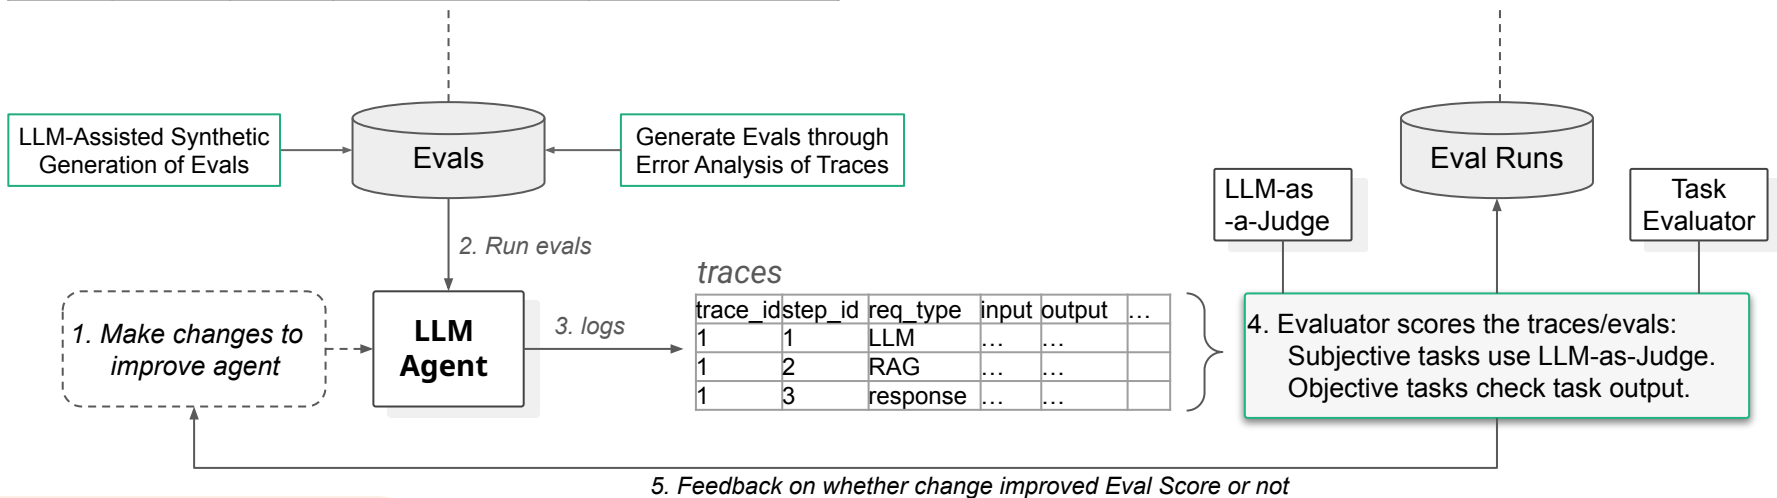 LLM-Assisted Synthetic
Generation of Evals
Evals
Generate Evals through
Error Analysis of Traces
Eval Runs
LLM-as
-a-Judge
Task
Evaluator
2. Run evals
traces
1. Make changes to
improve agent
LLM
Agent
3. logs
trace_id step_id req_type input output …
1 1 LLM … …
1 2 RAG … …
1 3 response … …
4. Evaluator scores the traces/evals:
Subjective tasks use LLM-as-Judge.
Objective tasks check task output.
5. Feedback on whether change improved Eval Score or not